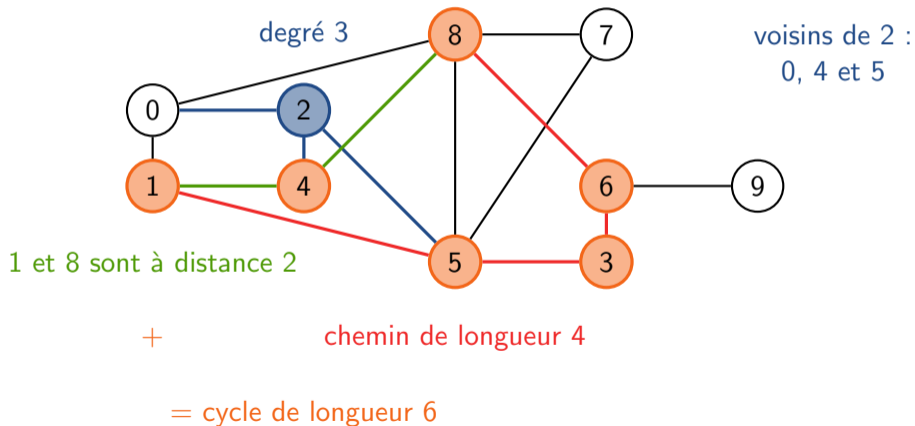 degré 3
8
7
voisins de 2 :
0, 4 et 5
0
2
1
4
6
9
5
3
1 et 8 sont à distance 2
+
chemin de longueur 4
= cycle de longueur 6